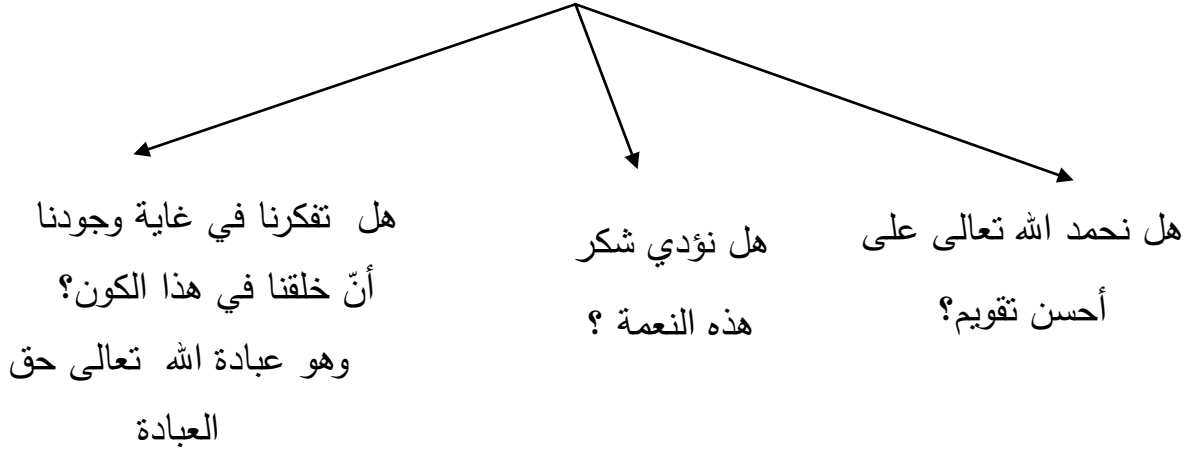 هل نحمد الله تعالى على
أحسن تقويم؟
هل نؤدي شكر
هذه النعمة ؟
هل تفكرنا في غاية وجودنا
أنّ خلقنا في هذا الكون؟
وهو عبادة الله تعالى حق
العبادة